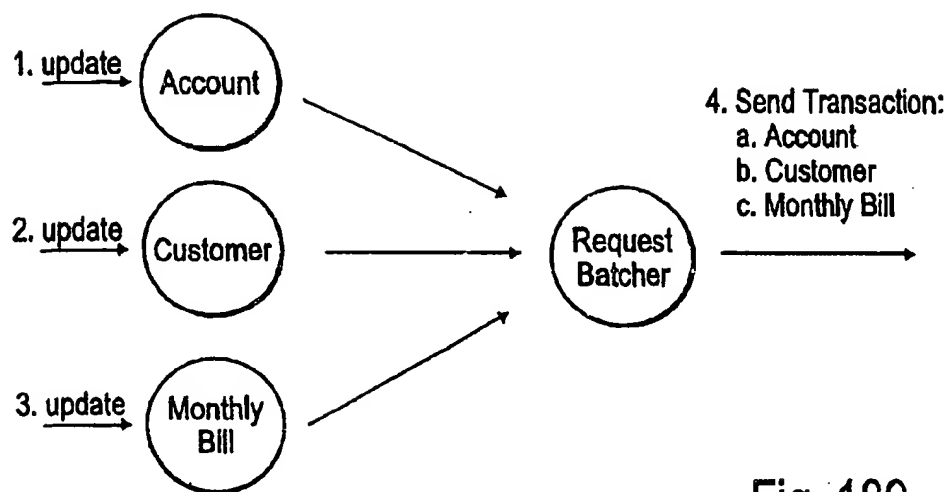 1. update
Account
2. update
Customer
3. update
Monthly
Bill
Request
Batcher
4. Send Transaction:
a. Account
b. Customer
c. Monthly Bill